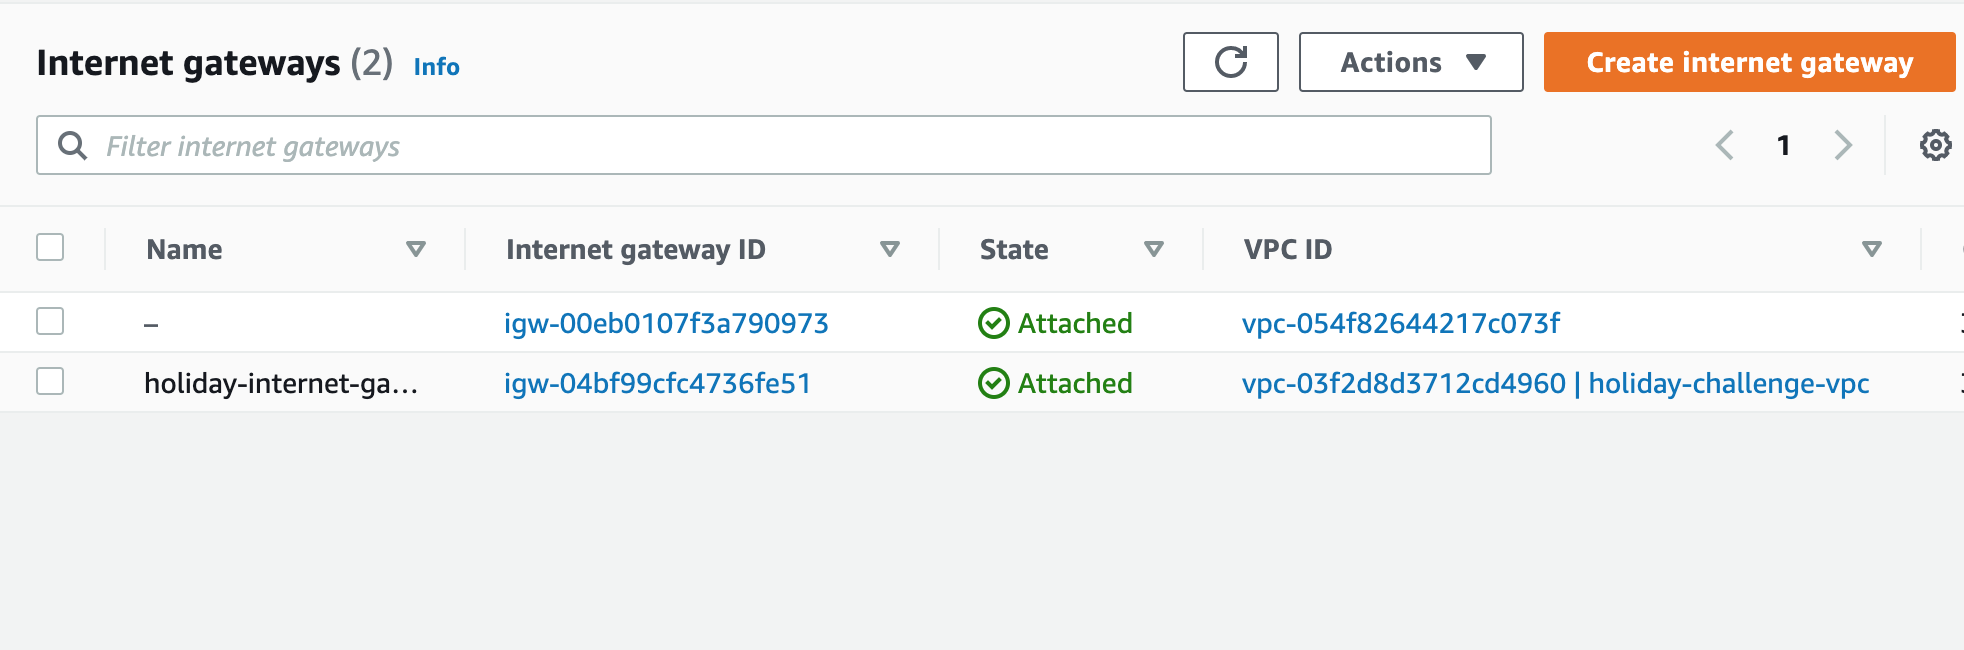 Internet gateways (2) Info
Actions
Create internet gateway
Filter internet gateways
1
Name
Internet gateway ID
State
VPC ID
–
igw-00eb0107f3a790973
Attached
vpc-054f82644217c073f
holiday-internet-ga...
igw-04bf99cfc4736fe51
Attached
vpc-03f2d8d3712cd4960 | holiday-challenge-vpc